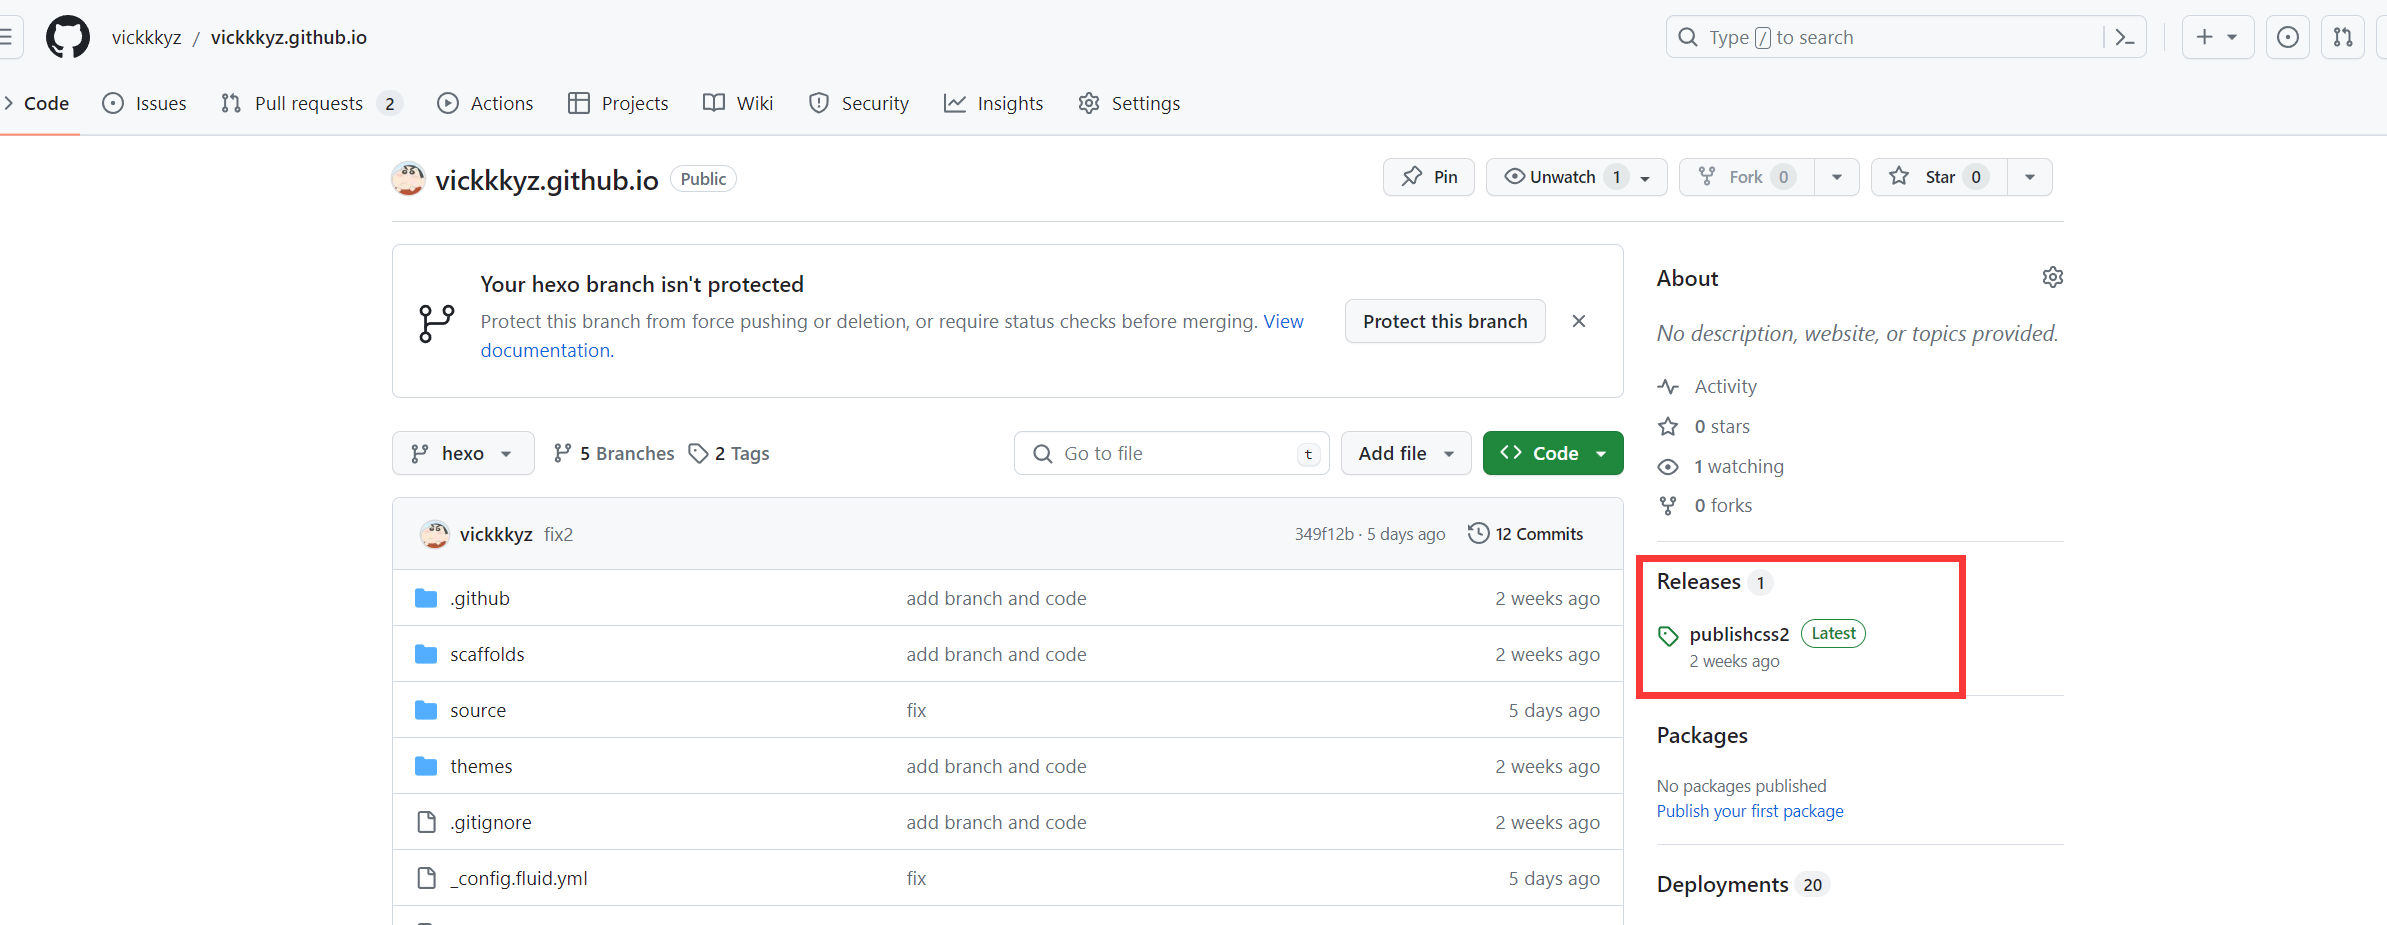 vickkkyz / vickkkyz.github.io
Type / to search
Code Issues Pull requests 2 Actions Projects Wiki Security Insights Settings
vickkkyz.github.io Public
Pin Unwatch 1 Fork 0 Star 0
Your hexo branch isn't protected
Protect this branch from force pushing or deletion, or require status checks before merging. View
documentation.
Protect this branch
hexo 5 Branches 2 Tags
Go to file t
Add file
Code
vickkkyz fix2 349f12b · 5 days ago 12 Commits
.github add branch and code 2 weeks ago
scaffolds add branch and code 2 weeks ago
source fix 5 days ago
themes add branch and code 2 weeks ago
.gitignore add branch and code 2 weeks ago
_config.fluid.yml fix 5 days ago
About
No description, website, or topics provided.
Activity
0 stars
1 watching
0 forks
Releases 1
publishcss2 Latest
2 weeks ago
Packages
No packages published
Publish your first package
Deployments 20